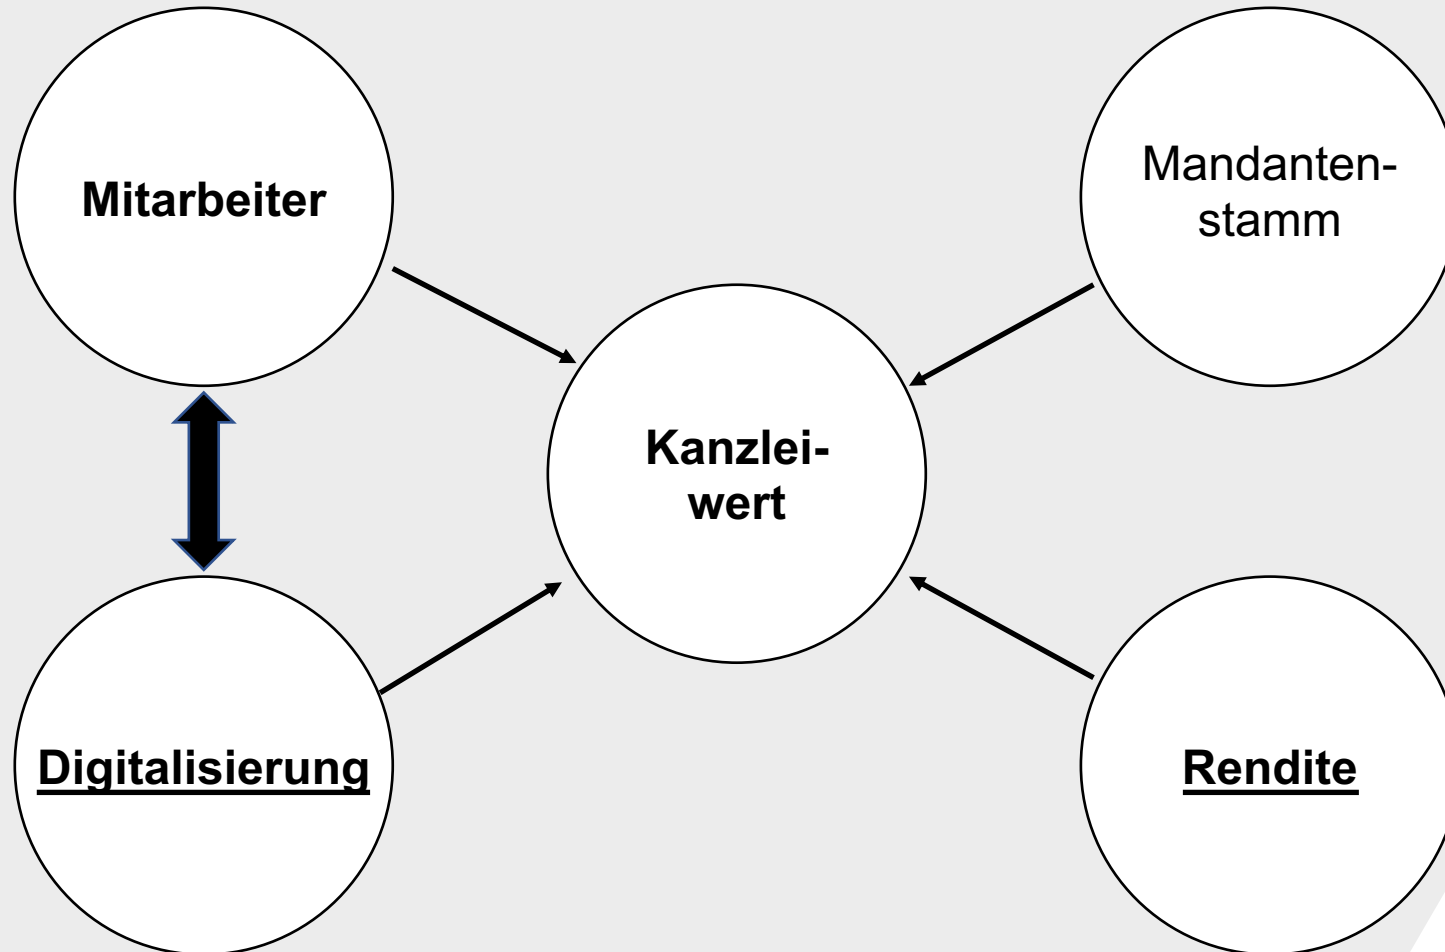 Mitarbeiter
Mandanten-
stamm
Kanzlei-
wert
Digitalisierung
Rendite